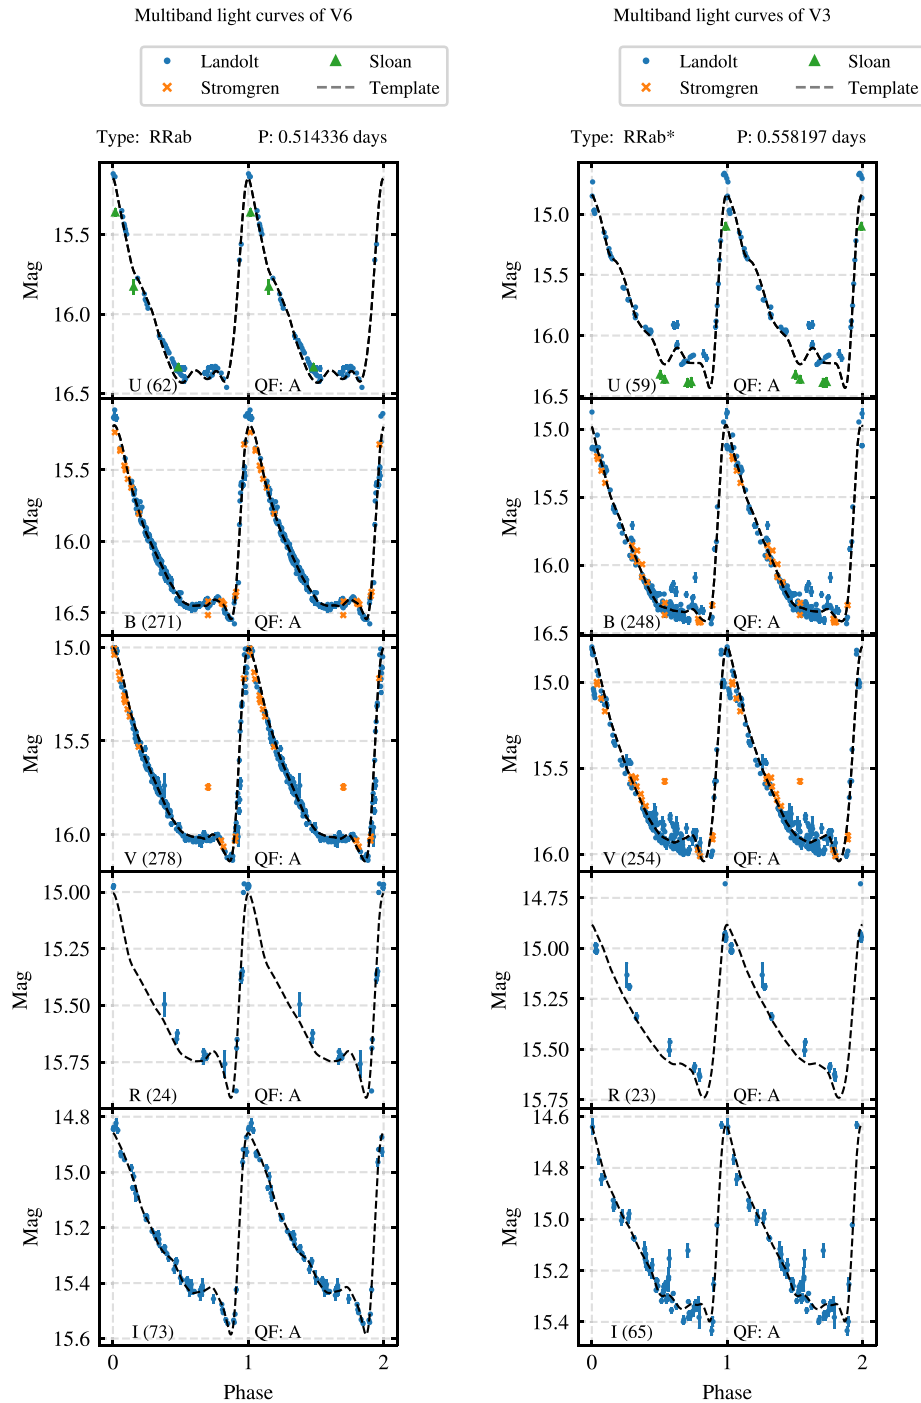 Multiband light curves of V6
Landolt
Sloan
Stromgren
Template
Type: RRab P: 0.514336 days
15.5
16.0
16.5
Mag
U (62) QF: A
15.5
16.0
16.5
Mag
B (271) QF: A
15.0
15.5
16.0
Mag
V (278) QF: A
15.00
15.25
15.50
15.75
Mag
R (24) QF: A
14.8
15.0
15.2
15.4
15.6
Mag
I (73) QF: A
0 1 2
Phase
Multiband light curves of V3
Landolt
Sloan
Stromgren
Template
Type: RRab* P: 0.558197 days
15.0
15.5
16.0
16.5
Mag
U (59) QF: A
15.0
15.5
16.0
16.5
Mag
B (248) QF: A
15.0
15.5
16.0
Mag
V (254) QF: A
14.75
15.00
15.25
15.50
15.75
Mag
R (23) QF: A
14.6
14.8
15.0
15.2
15.4
Mag
I (65) QF: A
0 1 2
Phase